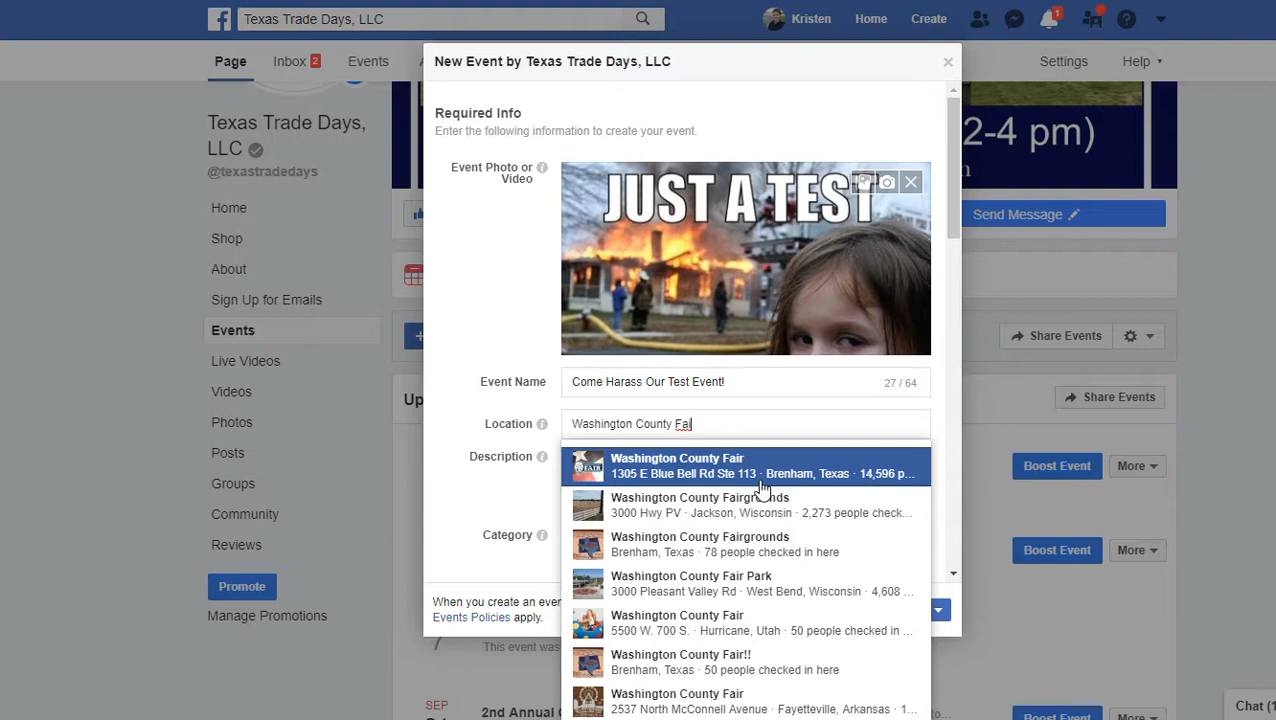 Texas Trade Days, LLC
Kristen
Home
Create
1
Page
Inbox 2
Events
Settings
Help
New Event by Texas Trade Days, LLC
Required Info
Enter the following information to create your event.
2-4 pm)
Texas Trade Days,
LLC
@texastradedays
Home
Shop
About
Sign Up for Emails
Events
Live Videos
Videos
Photos
Posts
Groups
Community
Reviews
Promote
Manage Promotions
Event Photo or
Video
JUST A TEST
Send Message
Share Events
Share Events
Event Name
Come Harass Our Test Event!
27 / 64
Location
Washington County Fai
Description
Category
Washington County Fair
1305 E Blue Bell Rd Ste 113 · Brenham, Texas · 14,596 p...
Washington County Fairgrounds
3000 Hwy PV · Jackson, Wisconsin · 2,273 people check...
Washington County Fairgrounds
Brenham, Texas · 78 people checked in here
Washington County Fair Park
3000 Pleasant Valley Rd · West Bend, Wisconsin · 4,608 ...
Washington County Fair
5500 W. 700 S. · Hurricane, Utah · 50 people checked in ...
Washington County Fair!!
Brenham, Texas · 50 people checked in here
Washington County Fair
2537 North McConnell Avenue · Fayetteville, Arkansas · 1...
When you create an even
Events Policies apply.
Up
Boost Event
More
Boost Event
More
7
This event was
SEP
2nd Annual
Boost Event
More
Chat (